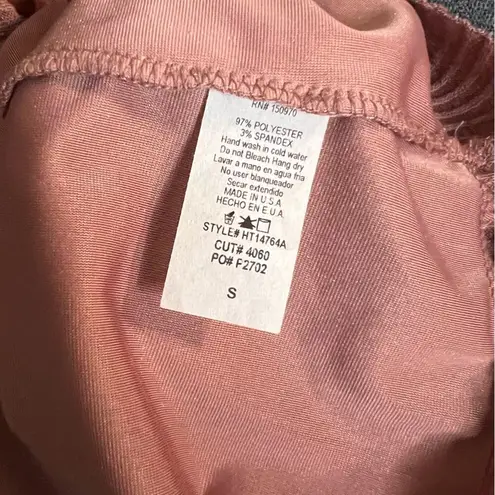 RN# 150970
97% POLYESTER
3% SPANDEX
Hand wash in cold water
Do not Bleach Hang dry
Lavar a mano en agua fria
No user blanqueador
Secar extendido
MADE IN U.S.A
HECHO EN E.U.A.
STYLE# HT14764A
CUT# 4060
PO# P2702
S